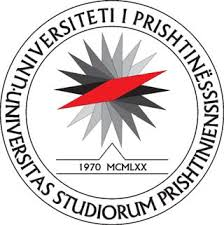 UNIVERSITETI I PRISHTINËS
UNIVERSITAS STUDIORUM PRISHTINIENSIS
1970 MCMLXX